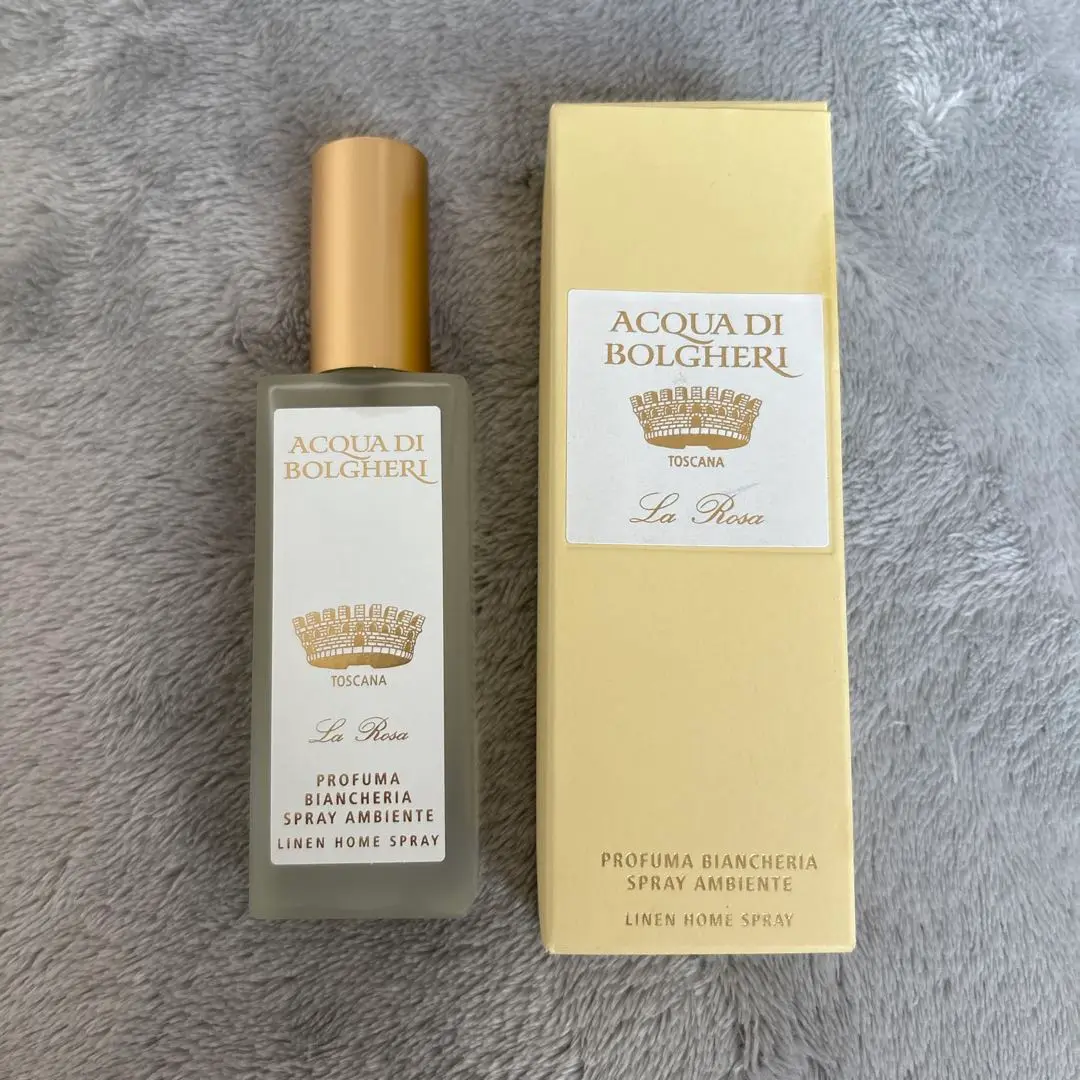 ACQUA DI
BOLGHERI
TOSCANA
La Rosa
PROFUMA
BIANCHERIA
SPRAY AMBIENTE
LINEN HOME SPRAY
ACQUA DI
BOLGHERI
TOSCANA
La Rosa
PROFUMA BIANCHERIA
SPRAY AMBIENTE
LINEN HOME SPRAY